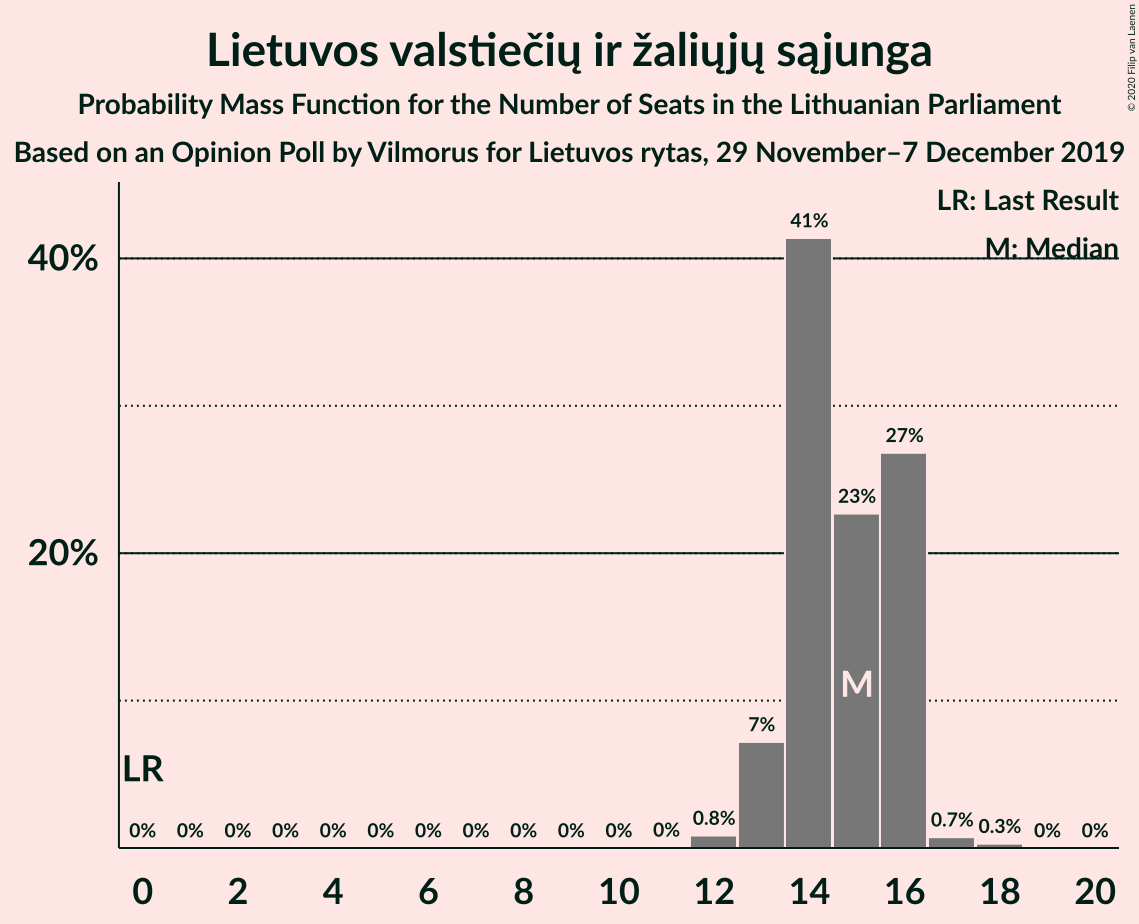 Lietuvos valstiečių ir žaliųjų sąjunga
Probability Mass Function for the Number of Seats in the Lithuanian Parliament
Based on an Opinion Poll by Vilmorus for Lietuvos rytas, 29 November–7 December 2019
© 2020 Filip van Laenen
LR: Last Result
M: Median
40%
20%
41%
27%
23%
7%
M
LR
0% 0% 0% 0% 0% 0% 0% 0% 0% 0% 0% 0% 0.8% 0.7% 0.3% 0% 0%
0 2 4 6 8 10 12 14 16 18 20